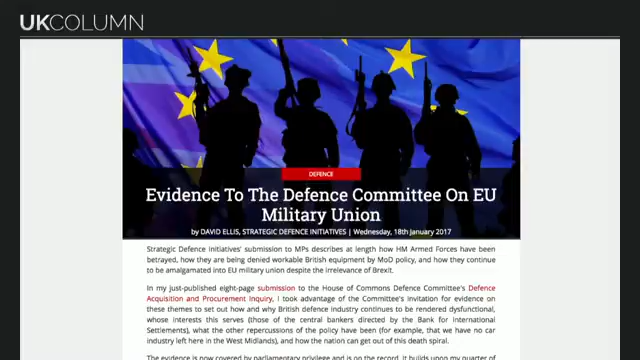 UKCOLUMN
DEFENCE
Evidence To The Defence Committee On EU
Military Union
by DAVID ELLIS, STRATEGIC DEFENCE INITIATIVES | Wednesday, 18th January 2017
Strategic Defence Initiatives' submission to MPs describes at length how HM Armed Forces have been
betrayed, how they are being denied workable British equipment by MoD policy, and how they continue
to be amalgamated into EU military union despite the irrelevance of Brexit.
In my just-published eight-page submission to the House of Commons Defence Committee's Defence
Acquisition and Procurement Inquiry, I took advantage of the Committee's invitation for evidence on
these themes to set out how and why British defence industry continues to be rendered dysfunctional,
whose interests this serves (those of the central bankers directed by the Bank for International
Settlements), what the other repercussions of the policy have been (for example, that we have no car
industry left here in the West Midlands), and how the nation can get out of this death spiral.
The evidence is now covered by parliamentary privilege and is on the record. It builds upon my quarter of